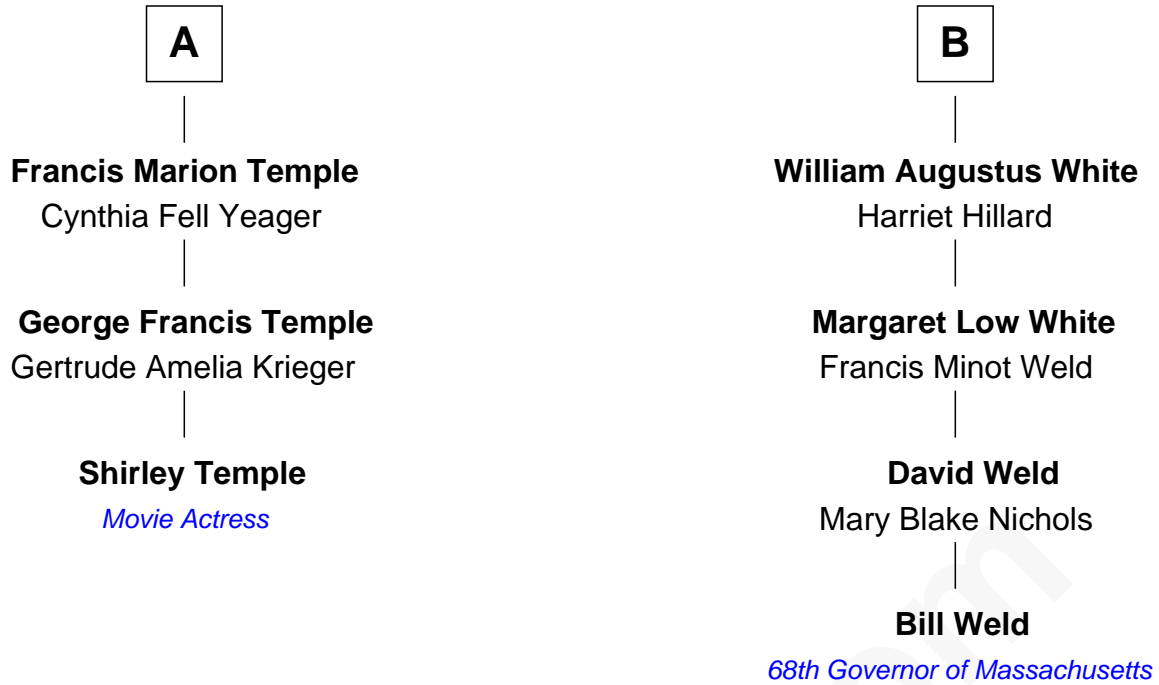 A
Francis Marion Temple
Cynthia Fell Yeager
George Francis Temple
Gertrude Amelia Krieger
Shirley Temple
Movie Actress
B
William Augustus White
Harriet Hillard
Margaret Low White
Francis Minot Weld
David Weld
Mary Blake Nichols
Bill Weld
68th Governor of Massachusetts